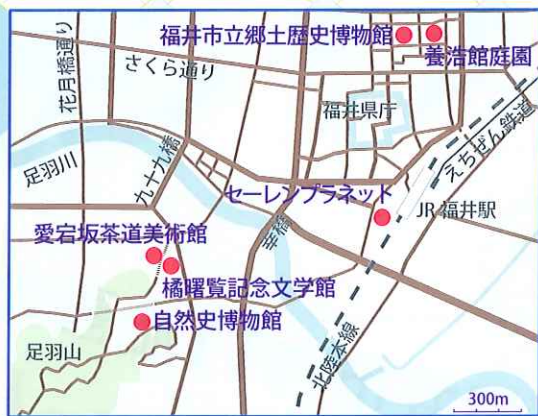 福井市立郷土歴史博物館
養浩館庭園
花月橋通り
さくら通り
福井県庁
えちぜん鉄道
足羽川
九十九橋
セーレンプラネット
JR 福井駅
愛宕坂茶道美術館
幸橋
橘曙覧記念文学館
自然史博物館
足羽山
北陸本線
300m